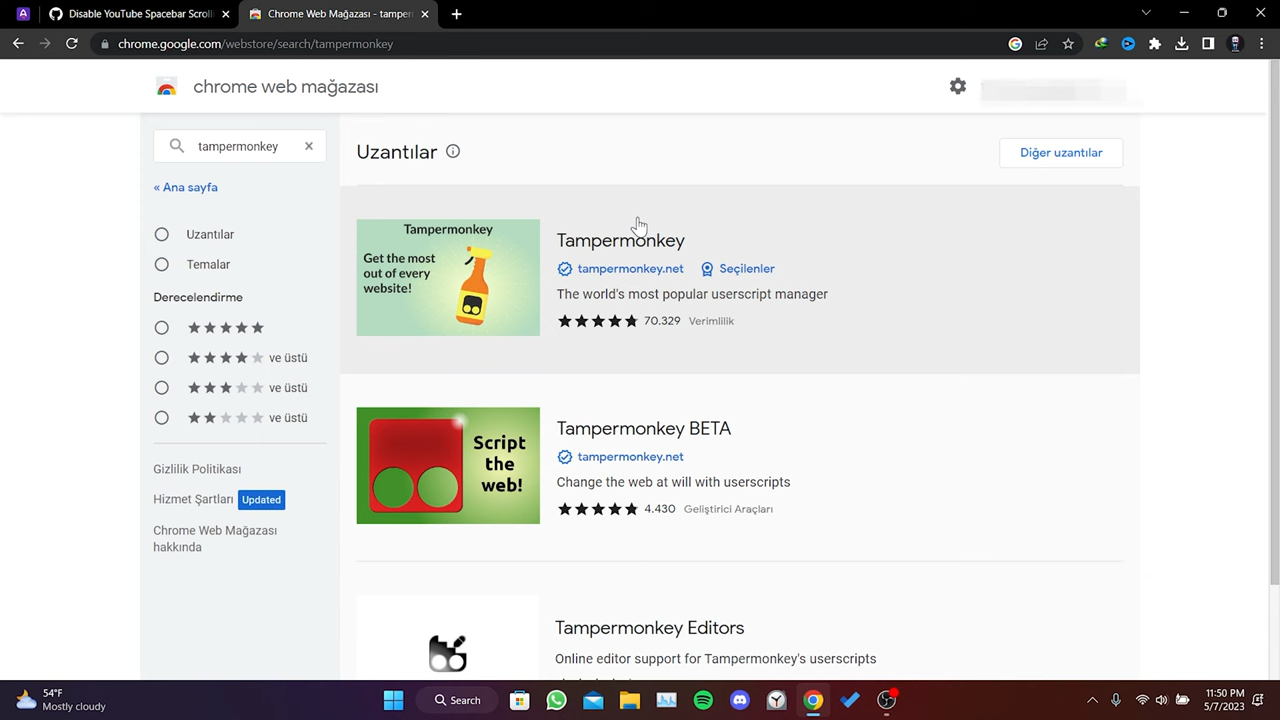 Disable YouTube Spacebar Scroll
Chrome Web Mağazası - tamper
chrome.google.com/webstore/search/tampermonkey
chrome web mağazası
tampermonkey
« Ana sayfa
Uzantılar
Temalar
Derecelendirme
ve üstü
ve üstü
ve üstü
Gizlilik Politikası
Hizmet Şartları Updated
Chrome Web Mağazası
hakkında
Uzantılar
Diğer uzantılar
Tampermonkey
Get the most
out of every
website!
Tampermonkey
tampermonkey.net Seçilenler
The world's most popular userscript manager
70.329 Verimlilik
Script
the
web!
Tampermonkey BETA
tampermonkey.net
Change the web at will with userscripts
4.430 Geliştirici Araçları
Tampermonkey Editors
Online editor support for Tampermonkey's userscripts
54°F
Mostly cloudy
Search
11:50 PM
5/7/2023